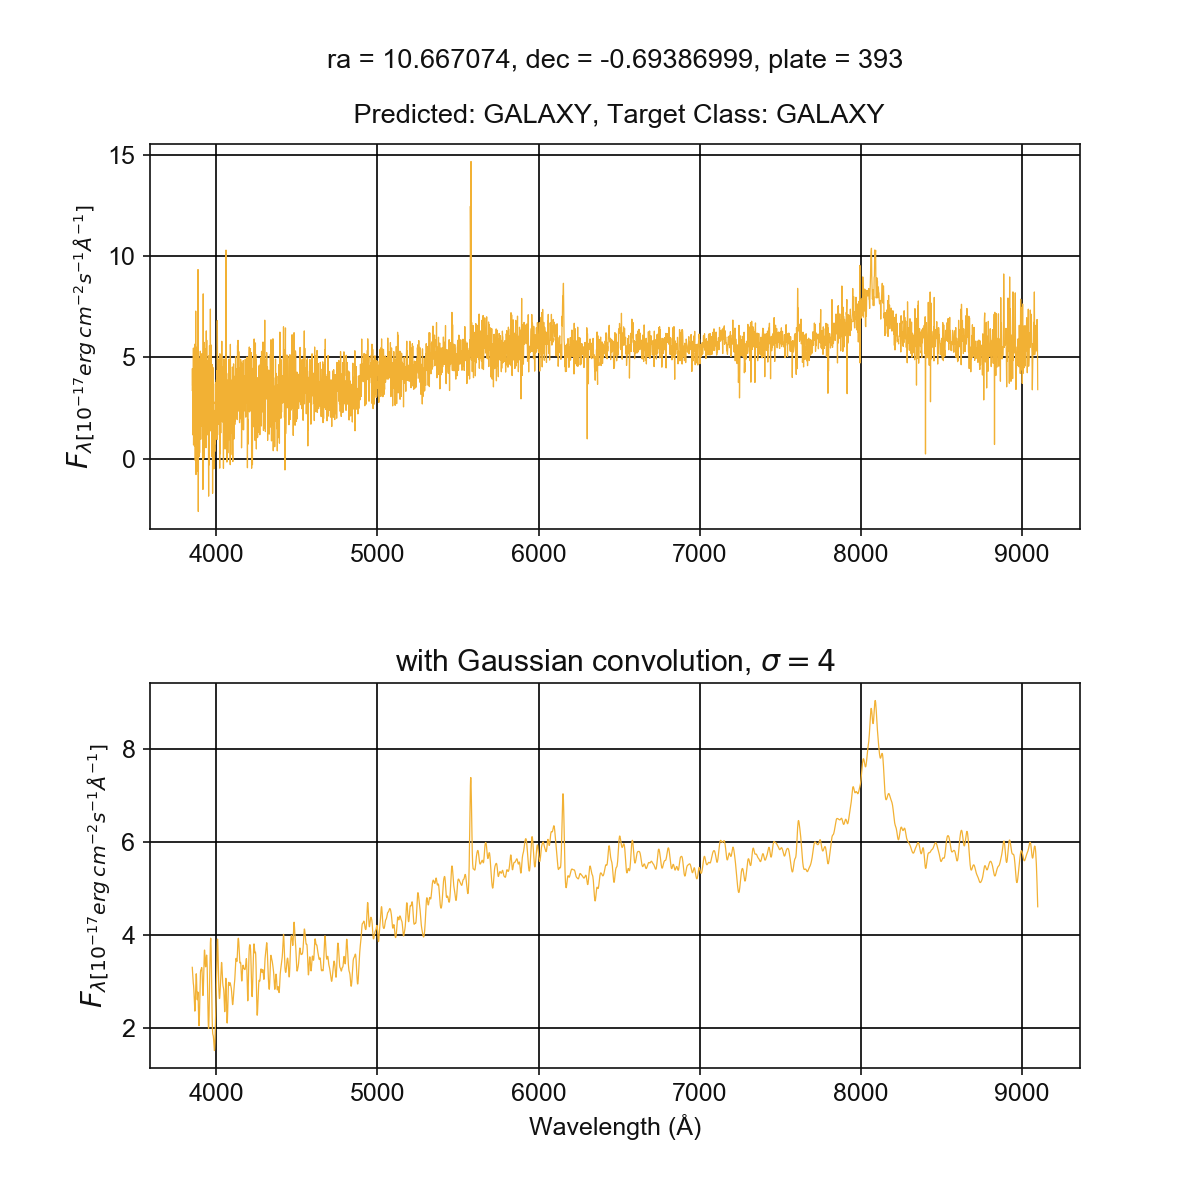 ra = 10.667074, dec = -0.69386999, plate = 393
Predicted: GALAXY, Target Class: GALAXY
15
10
5
0
F_λ[10⁻¹⁷erg cm⁻²s⁻¹Å⁻¹]
4000 5000 6000 7000 8000 9000
with Gaussian convolution, σ = 4
8
6
4
2
F_λ[10⁻¹⁷erg cm⁻²s⁻¹Å⁻¹]
4000 5000 6000 7000 8000 9000
Wavelength (Å)